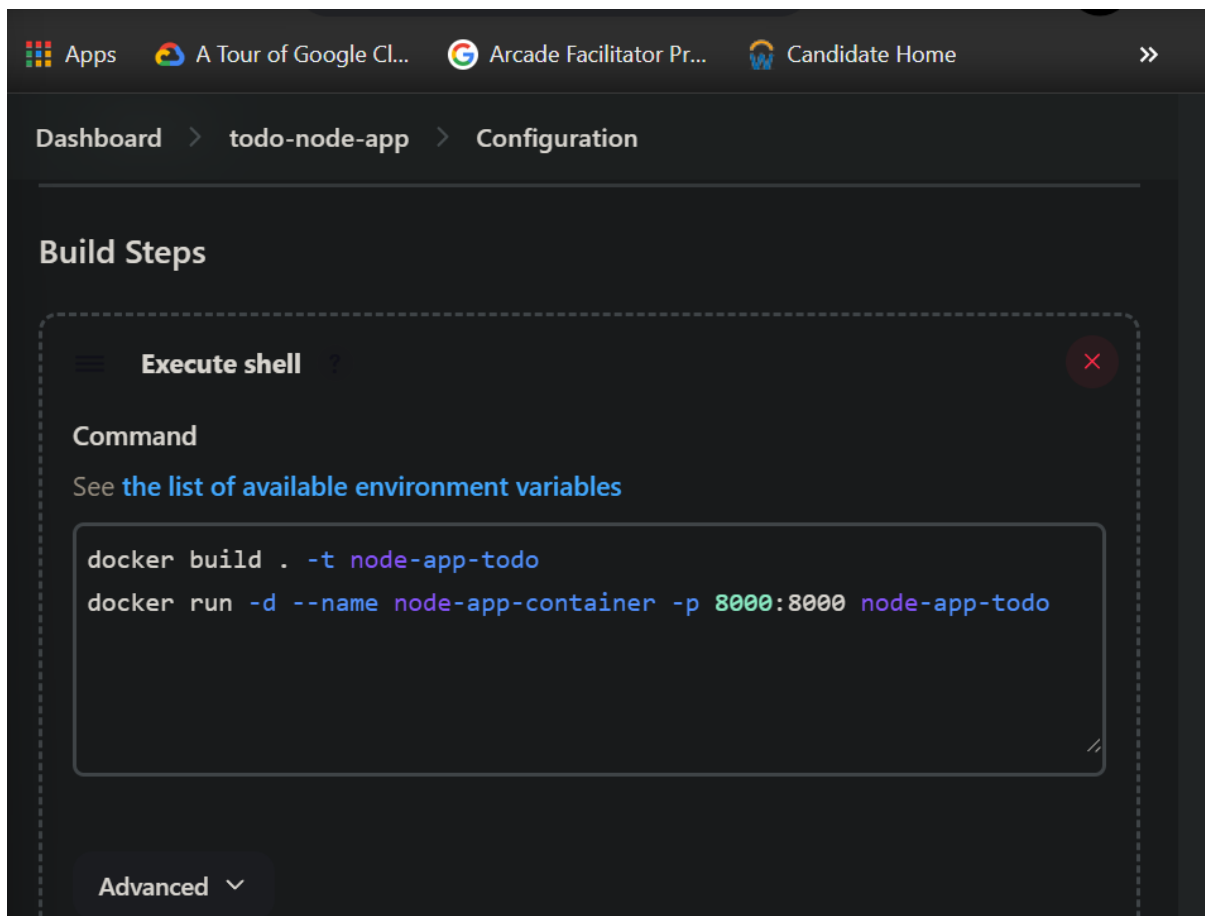 Apps A Tour of Google Cl... Arcade Facilitator Pr... Candidate Home »
Dashboard > todo-node-app > Configuration
Build Steps
Execute shell ?
Command
See the list of available environment variables
docker build . -t node-app-todo
docker run -d --name node-app-container -p 8000:8000 node-app-todo
Advanced